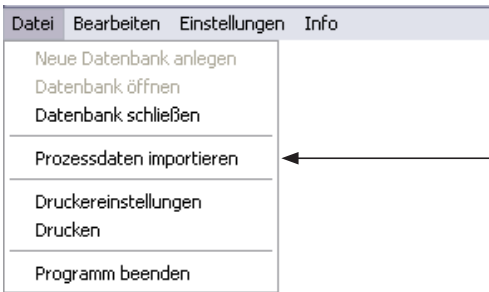 Datei Bearbeiten Einstellungen Info
Neue Datenbank anlegen
Datenbank öffnen
Datenbank schließen
Prozessdaten importieren
Druckereinstellungen
Drucken
Programm beenden